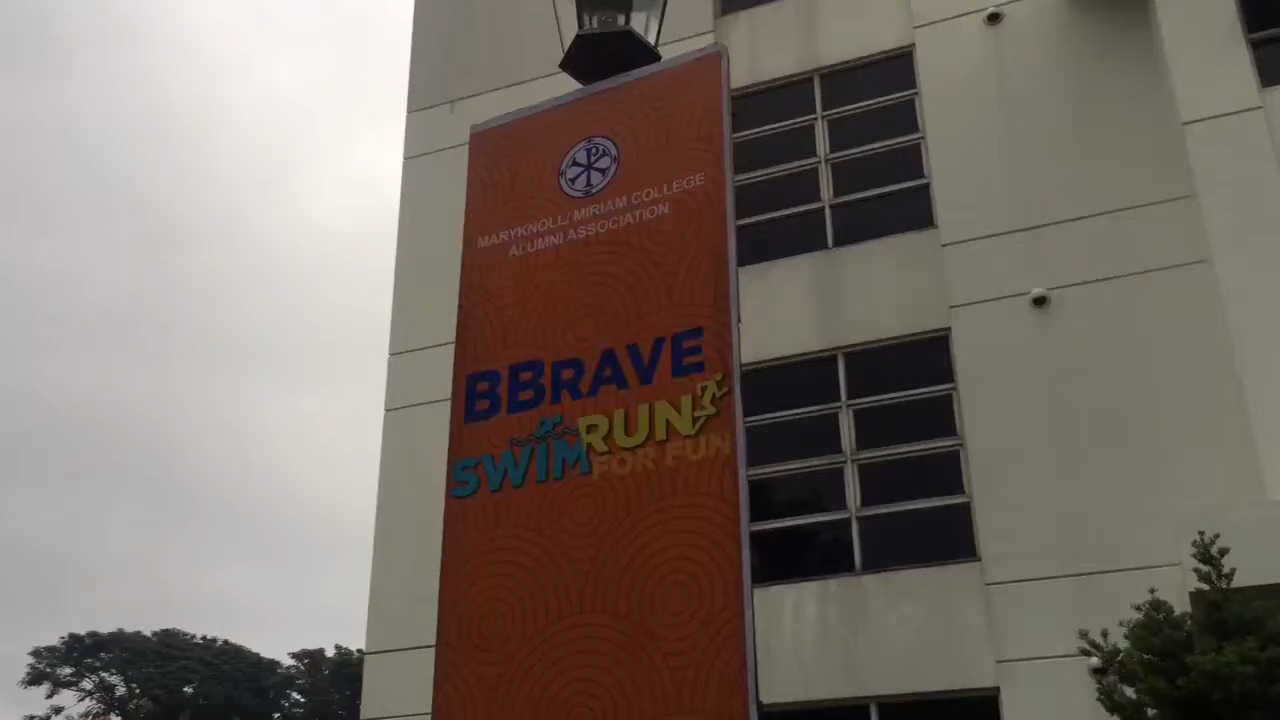 MARYKNOLL/ MIRIAM COLLEGE
ALUMNI ASSOCIATION
BBRAVE
SWIM RUN
FOR FUN